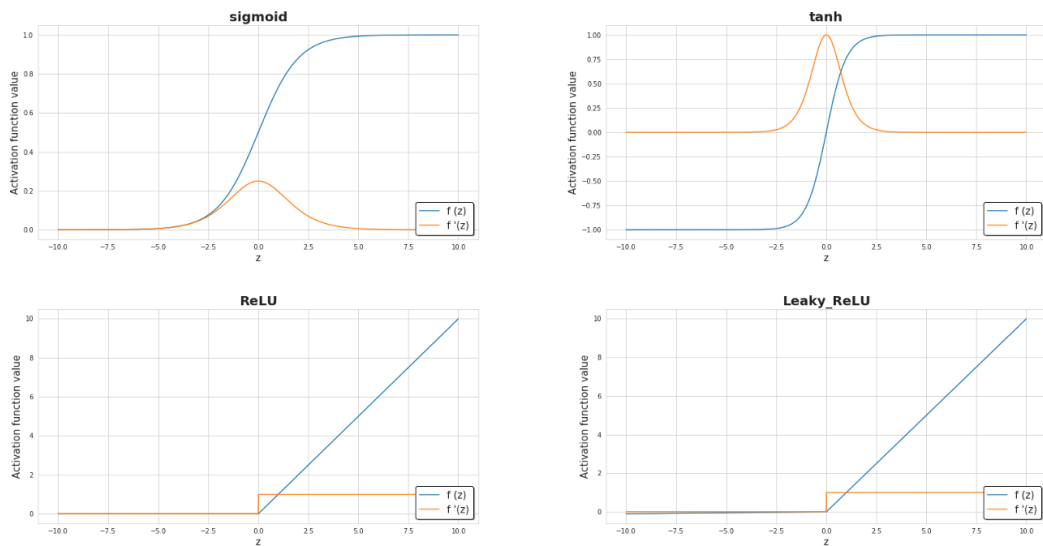 sigmoid
Activation function value
1.0
0.8
0.6
0.4
0.2
0.0
−10.0 −7.5 −5.0 −2.5 0.0 2.5 5.0 7.5 10.0
z
f (z)
f '(z)
tanh
Activation function value
1.00
0.75
0.50
0.25
0.00
−0.25
−0.50
−0.75
−1.00
−10.0 −7.5 −5.0 −2.5 0.0 2.5 5.0 7.5 10.0
z
f (z)
f '(z)
ReLU
Activation function value
10
8
6
4
2
0
−10.0 −7.5 −5.0 −2.5 0.0 2.5 5.0 7.5 10.0
z
f (z)
f '(z)
Leaky_ReLU
Activation function value
10
8
6
4
2
0
−10.0 −7.5 −5.0 −2.5 0.0 2.5 5.0 7.5 10.0
z
f (z)
f '(z)